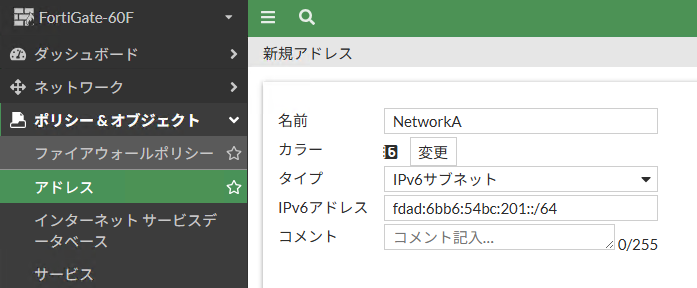 FortiGate-60F
ダッシュボード
ネットワーク
ポリシー & オブジェクト
ファイアウォールポリシー
アドレス
インターネット サービスデ
ータベース
サービス
新規アドレス
名前 NetworkA
カラー 6 変更
タイプ IPv6サブネット
IPv6アドレス fdad:6bb6:54bc:201::/64
コメント コメント記入... 0/255